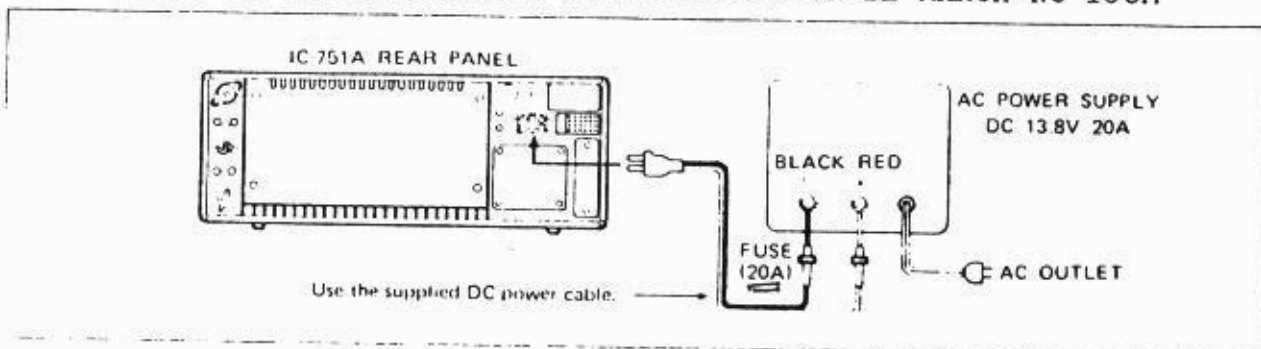 IC 751A REAR PANEL
AC POWER SUPPLY
DC 13.8V 20A
BLACK RED
FUSE
(20A)
AC OUTLET
Use the supplied DC power cable.